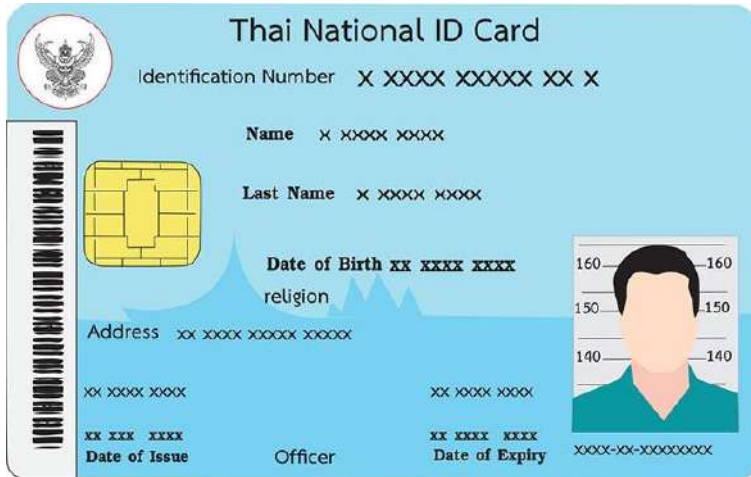 Thai National ID Card
Identification Number X XXXX XXXXX XX X
Name X XXXX XXXX
Last Name X XXXX XXXX
Date of Birth XX XXXX XXXX
religion
160 160
150 150
Address XX XXXX XXXXX XXXXX
140 140
XX XXXX XXXX XX XXXX XXXX
XX XXX XXXX XX XXXX XXXX
Date of Issue Officer Date of Expiry XXXX-XX-XXXXXXXX